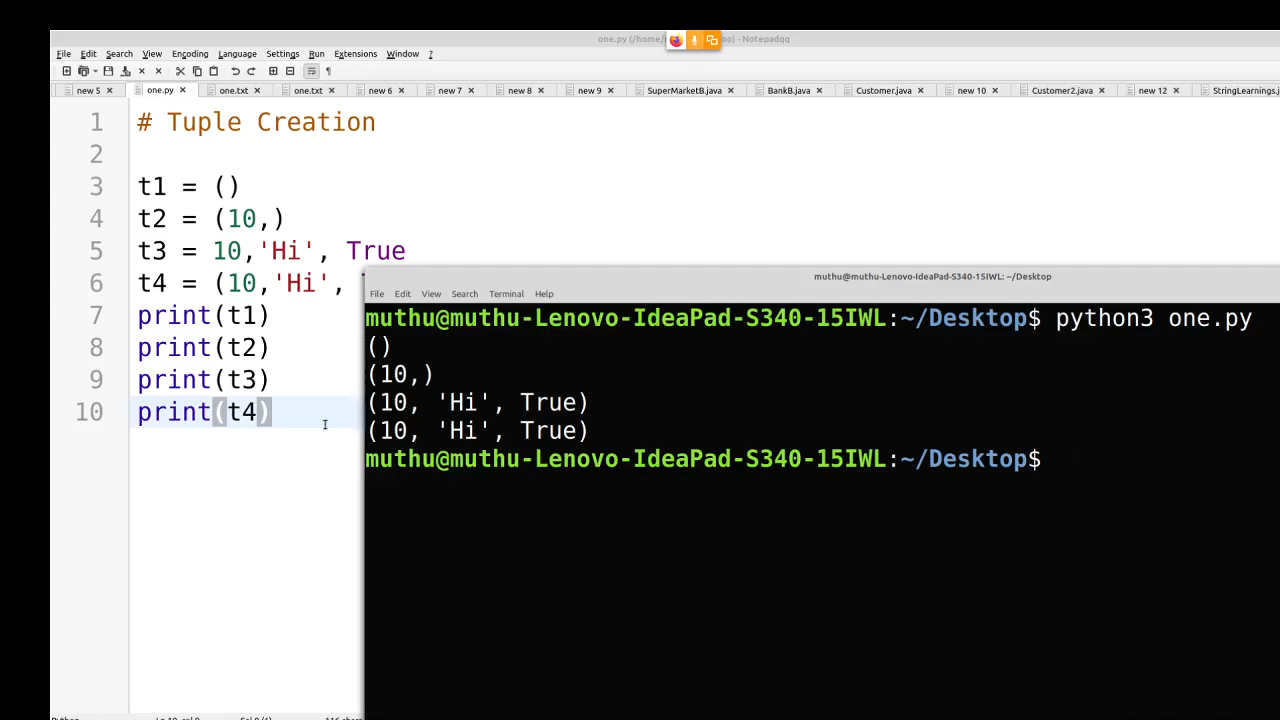 one.py (/home/ op) - Notepadqq
File Edit Search View Encoding Language Settings Run Extensions Window ?
new 5 one.py one.txt one.txt new 6 new 7 new 8 new 9 SuperMarketB.java BankB.java Customer.java new 10 Customer2.java new 12 StringLearnings.j
1 # Tuple Creation
2
3 t1 = ()
4 t2 = (10,)
5 t3 = 10,'Hi', True
6 t4 = (10,'Hi',
7 print(t1)
8 print(t2)
9 print(t3)
10 print(t4)
muthu@muthu-Lenovo-IdeaPad-S340-15IWL: ~/Desktop
File Edit View Search Terminal Help
muthu@muthu-Lenovo-IdeaPad-S340-15IWL:~/Desktop$ python3 one.py
()
(10,)
(10, 'Hi', True)
(10, 'Hi', True)
muthu@muthu-Lenovo-IdeaPad-S340-15IWL:~/Desktop$